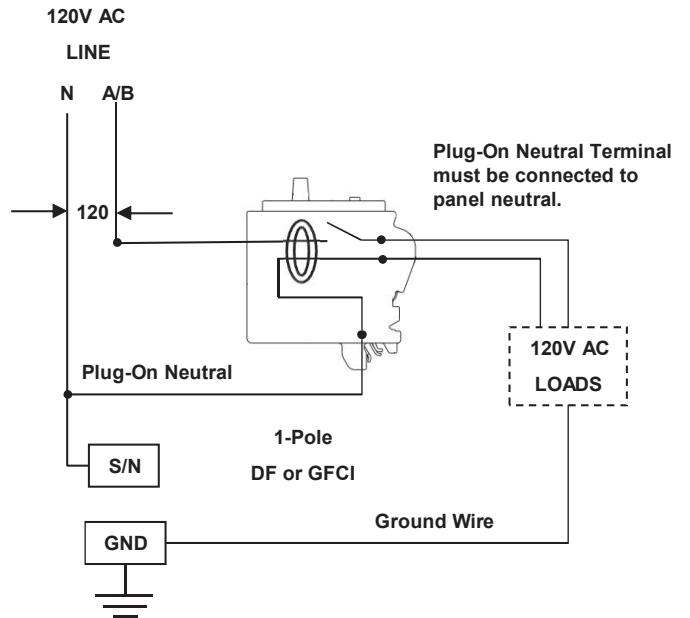 120V AC
LINE
N A/B
Plug-On Neutral Terminal
must be connected to
panel neutral.
120
120V AC
LOADS
Plug-On Neutral
1-Pole
DF or GFCI
S/N
Ground Wire
GND